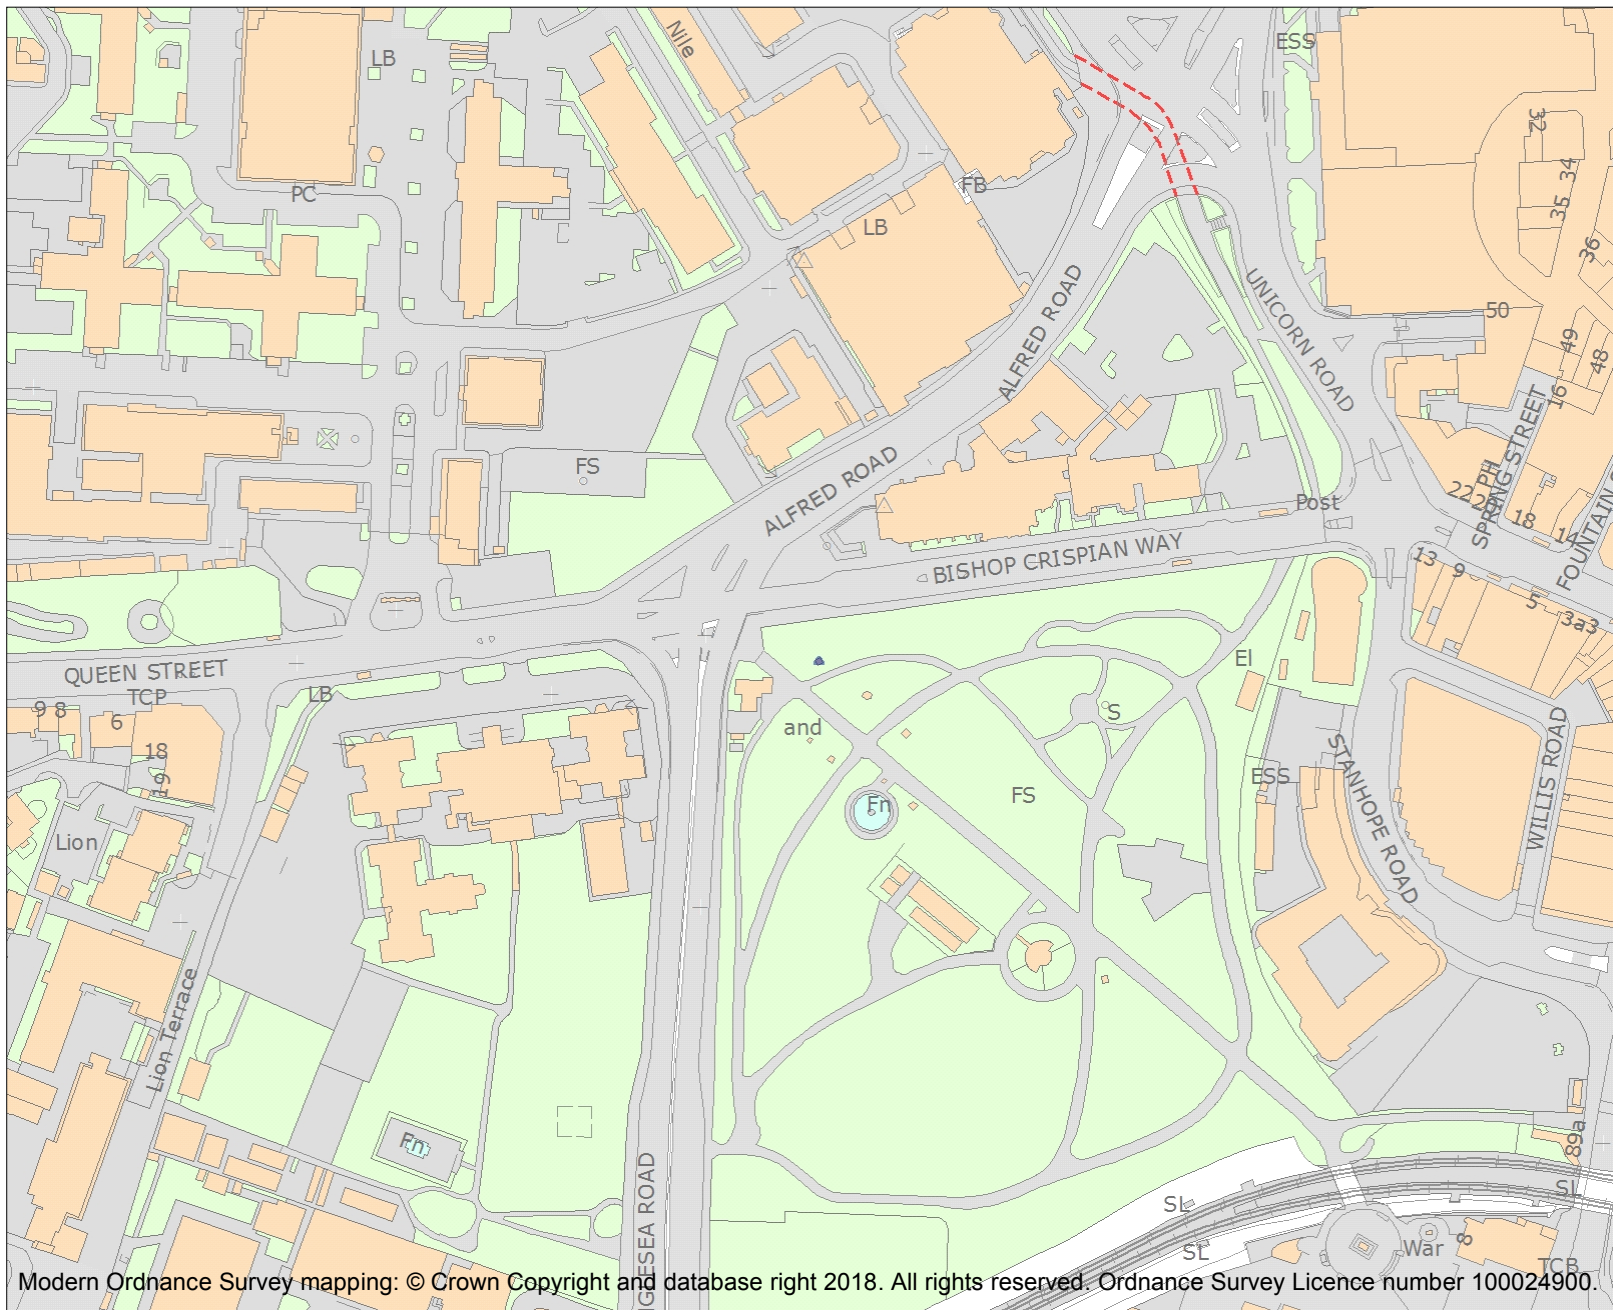 Nile
LB
ESS
32
34
35
36
PC
FB
LB
ALFRED ROAD
UNICORN ROAD
50
49
48
16
SPRING STREET
PH
FS
ALFRED ROAD
Post
22
18
14
FOUNTAIN
BISHOP CRISPIAN WAY
13
9
5
3a3
QUEEN STREET
TCP
LB
El
9 8
6
18
19
and
S
Fn
FS
ESS
STANHOPE ROAD
WILLIS ROAD
Lion
Lion Terrace
Fn
GLESEA ROAD
89a
SL
SL
SL
War
8
TCB
Modern Ordnance Survey mapping: © Crown Copyright and database right 2018. All rights reserved. Ordnance Survey Licence number 100024900.